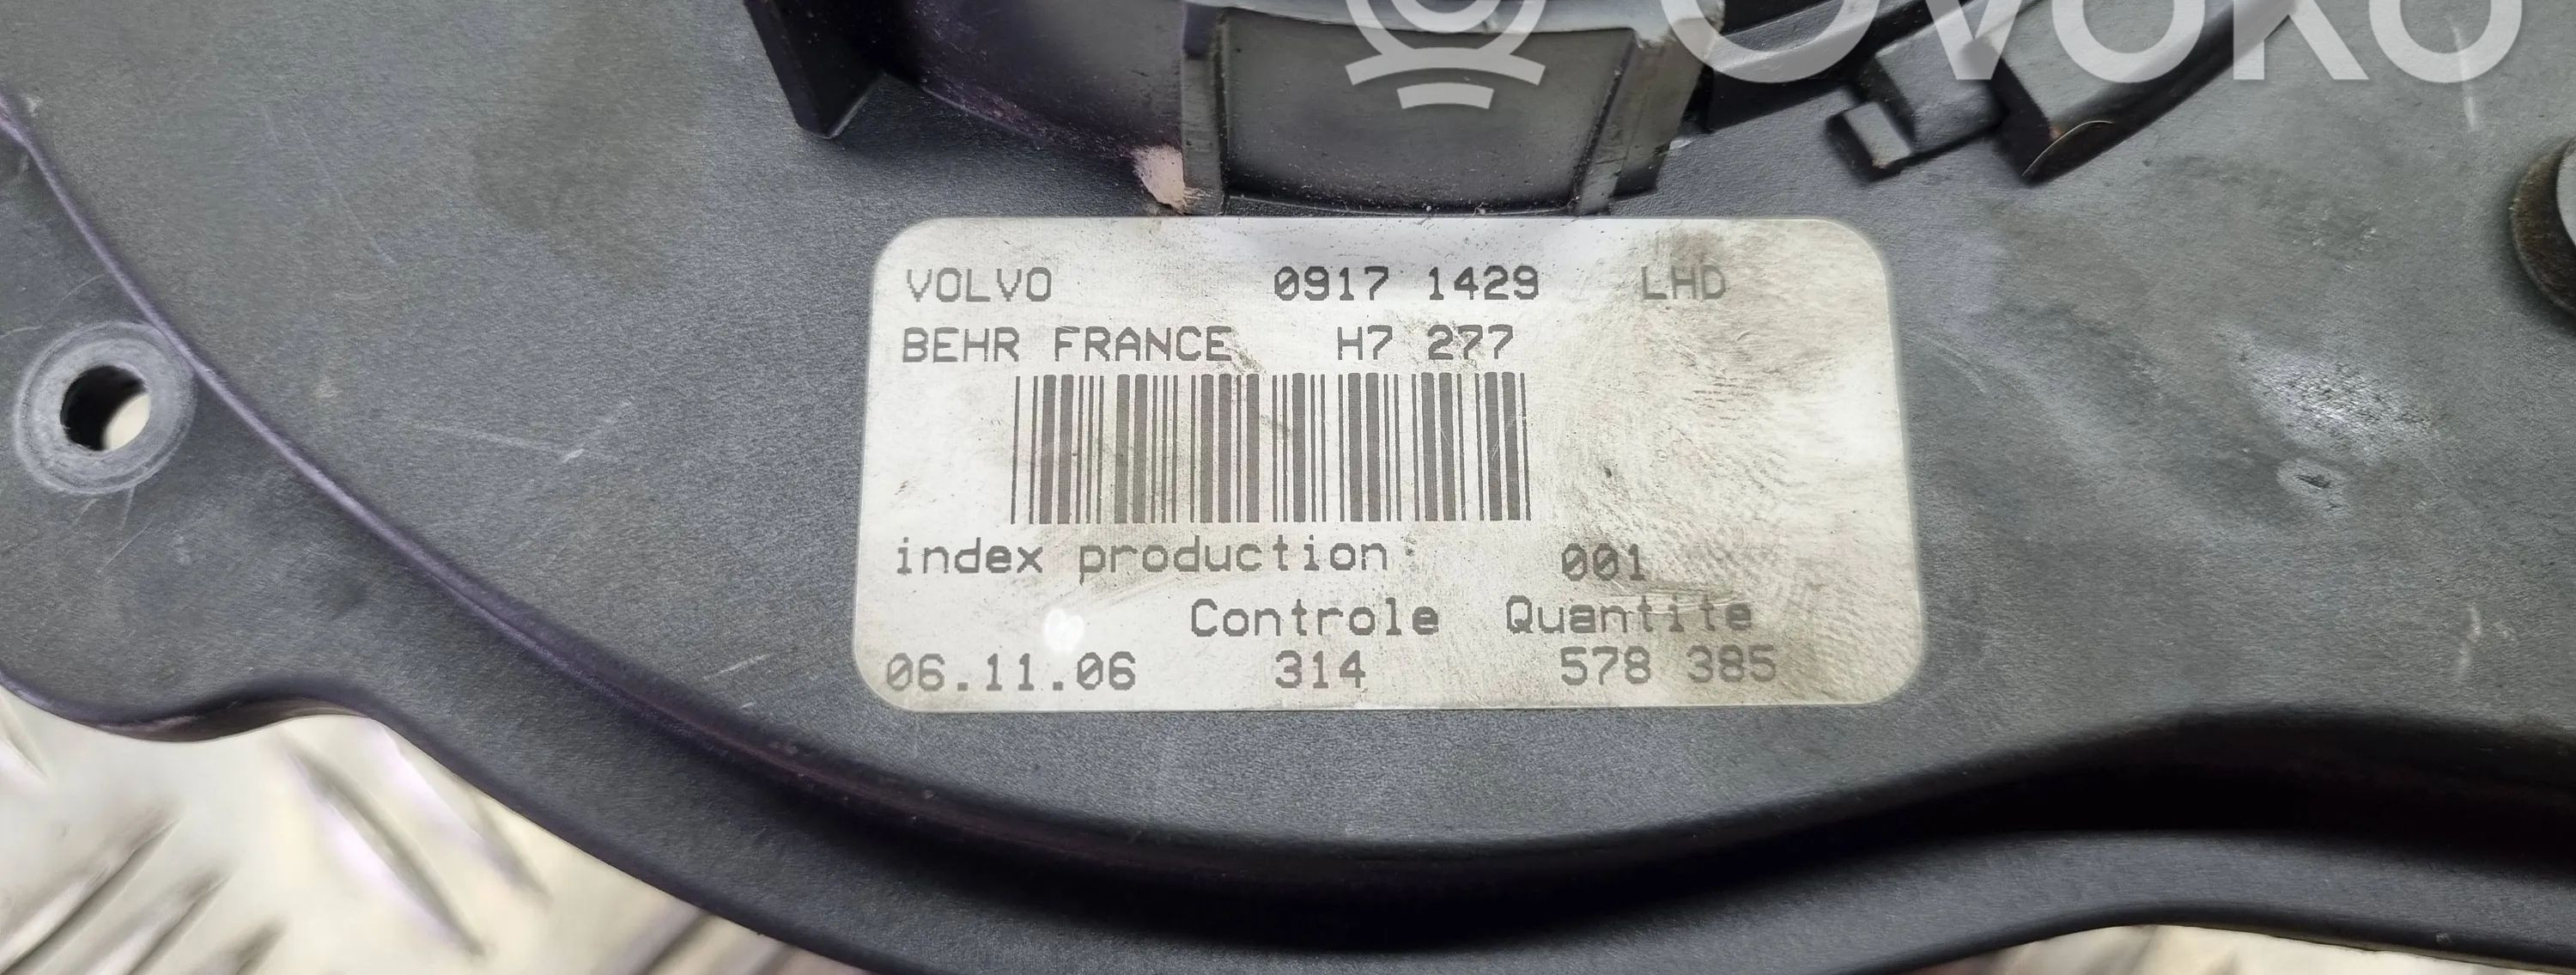 OVOKO
VOLVO 0917 1429 LHD
BEHR FRANCE H7 277
index production 001
Controle Quantite
06.11.06 314 578 385